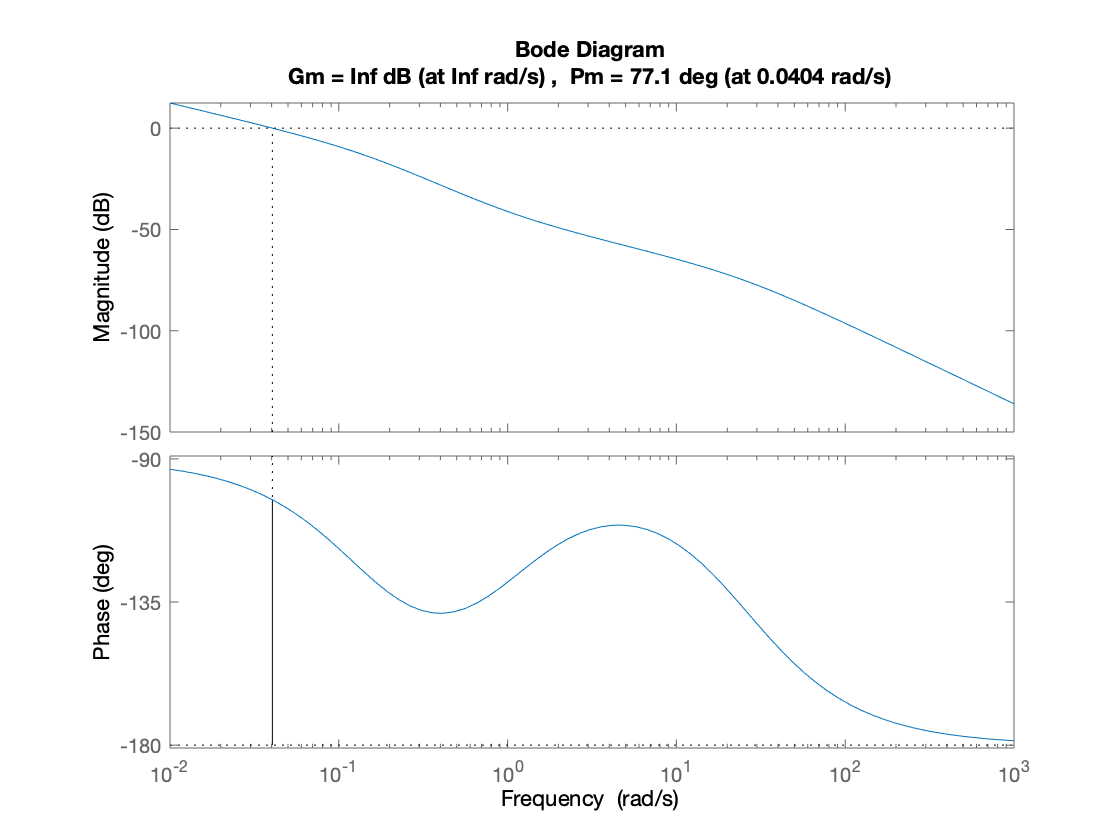 Bode Diagram
Gm = Inf dB (at Inf rad/s) ,  Pm = 77.1 deg (at 0.0404 rad/s)
0
-50
-100
-150
Magnitude (dB)
-90
-135
-180
Phase (deg)
10^-2 10^-1 10^0 10^1 10^2 10^3
Frequency  (rad/s)